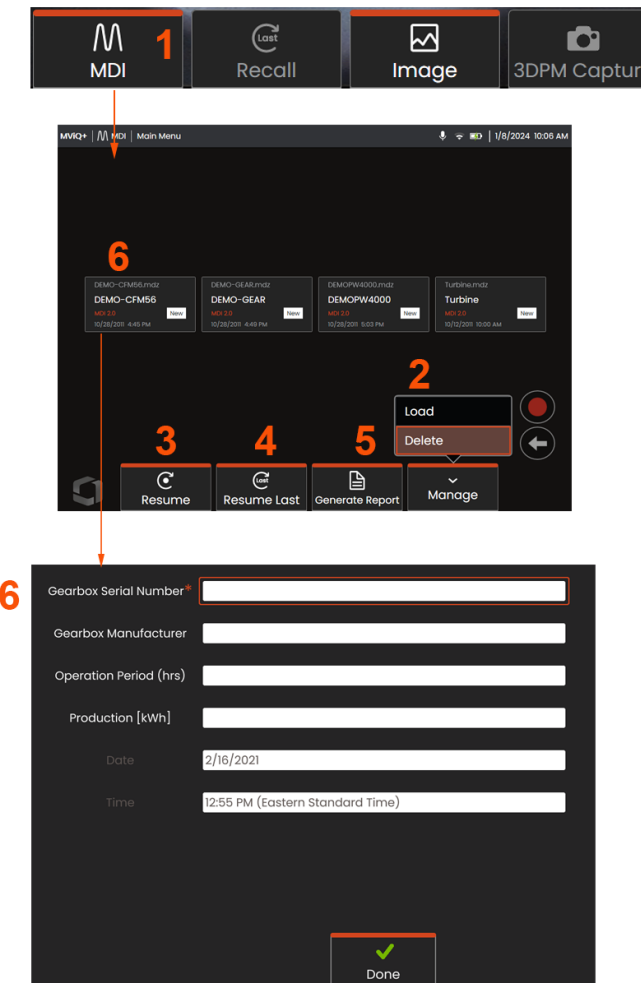 MDI
1
Last
Recall
Image
3DPM Captur
MViQ+ | MDI | Main Menu
1/8/2024 10:06 AM
6
DEMO-CFM56.mdz
DEMO-CFM56
MDI 2.0
New
10/28/2011 4:45 PM
DEMO-GEAR.mdz
DEMO-GEAR
MDI 2.0
New
10/28/2011 4:49 PM
DEMOPW4000.mdz
DEMOPW4000
MDI 2.0
New
10/28/2011 5:03 PM
Turbine.mdz
Turbine
MDI 2.0
New
10/12/2011 10:00 AM
2
Load
Delete
3
4
5
Resume
Last
Resume Last
Generate Report
Manage
6
Gearbox Serial Number*
Gearbox Manufacturer
Operation Period (hrs)
Production [kWh]
Date
2/16/2021
Time
12:55 PM (Eastern Standard Time)
Done